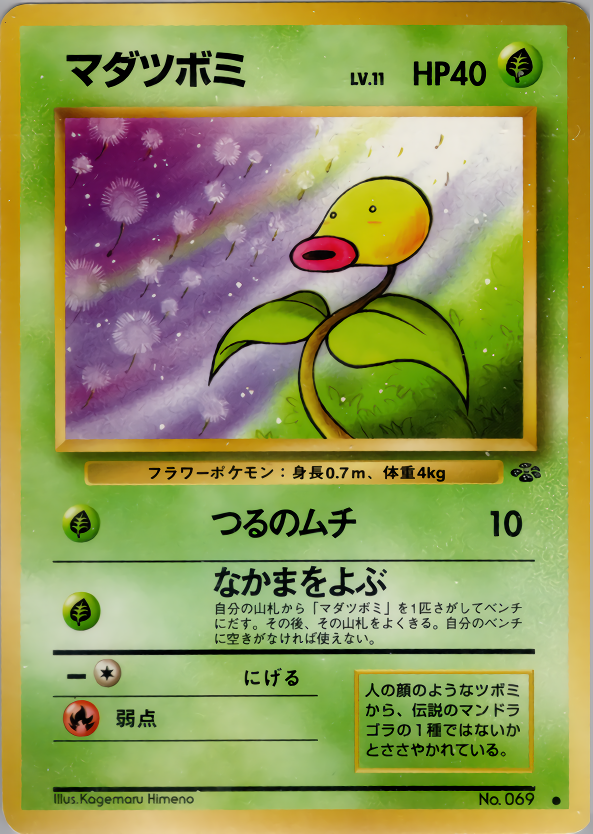 マダツボミ LV.11 HP40
フラワーポケモン：身長0.7m、体重4kg
つるのムチ 10
なかまをよぶ
自分の山札から「マダツボミ」を1匹さがしてベンチ
にだす。その後、その山札をよくきる。自分のベンチ
に空きがなければ使えない。
− にげる
弱点
人の顔のようなツボミ
から、伝説のマンドラ
ゴラの1種ではないか
とささやかれている。
Illus.Kagemaru Himeno No.069 ●